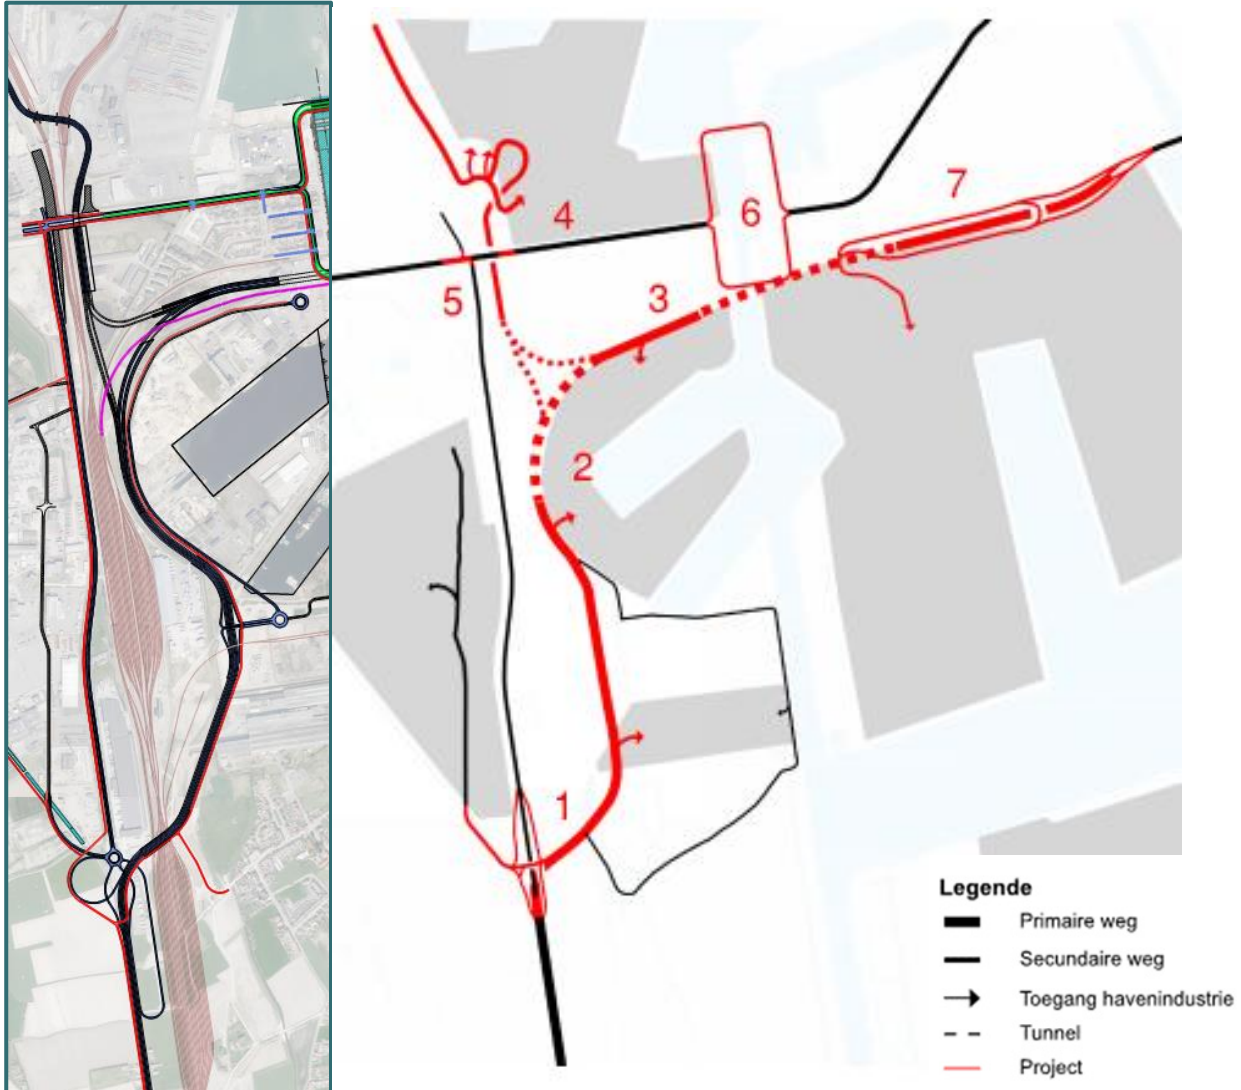 7
6
4
5
3
2
1
Legende
Primaire weg
Secundaire weg
Toegang havenindustrie
Tunnel
Project